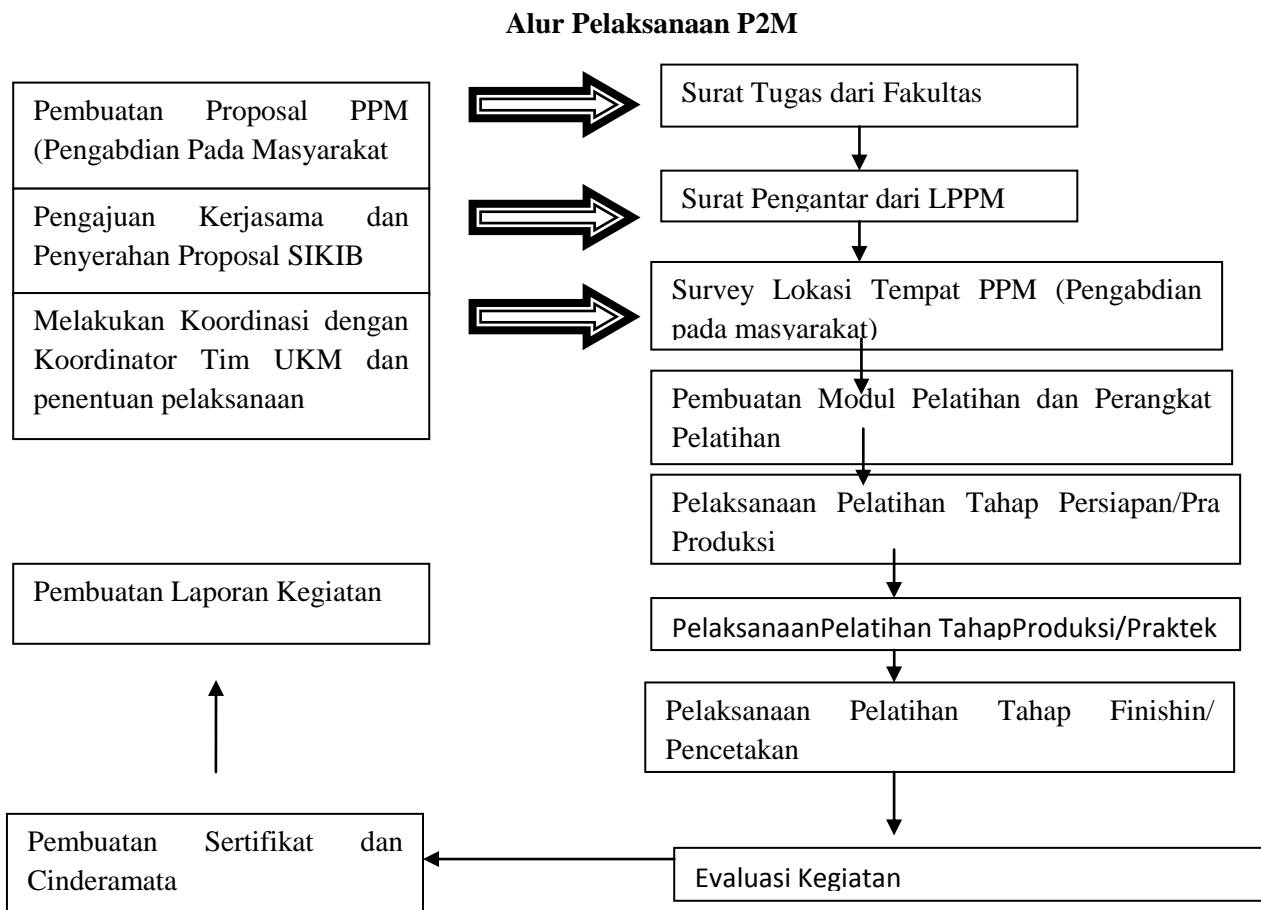 Alur Pelaksanaan P2M
Pembuatan Proposal PPM
(Pengabdian Pada Masyarakat
Pengajuan Kerjasama dan
Penyerahan Proposal SIKIB
Melakukan Koordinasi dengan
Koordinator Tim UKM dan
penentuan pelaksanaan
Surat Tugas dari Fakultas
Surat Pengantar dari LPPM
Survey Lokasi Tempat PPM (Pengabdian
pada masyarakat)
Pembuatan Modul Pelatihan dan Perangkat
Pelatihan
Pelaksanaan Pelatihan Tahap Persiapan/Pra
Produksi
PelaksanaanPelatihan TahapProduksi/Praktek
Pelaksanaan Pelatihan Tahap Finishin/
Pencetakan
Evaluasi Kegiatan
Pembuatan Sertifikat dan
Cinderamata
Pembuatan Laporan Kegiatan